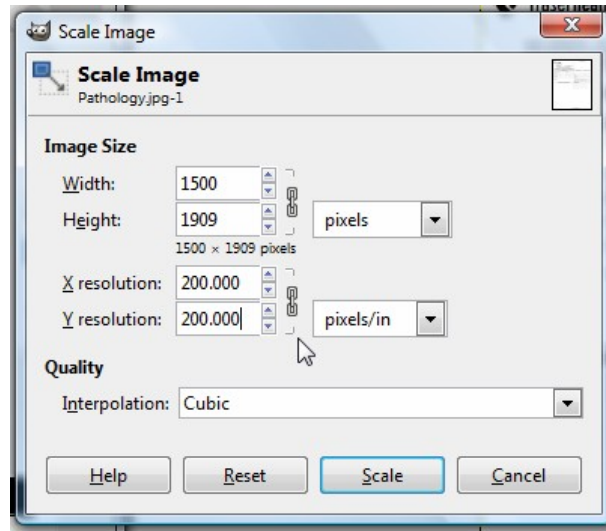 Scale Image
Scale Image
Pathology.jpg-1
Image Size
Width: 1500
Height: 1909 pixels
1500 × 1909 pixels
X resolution: 200.000
Y resolution: 200.000 pixels/in
Quality
Interpolation: Cubic
Help Reset Scale Cancel